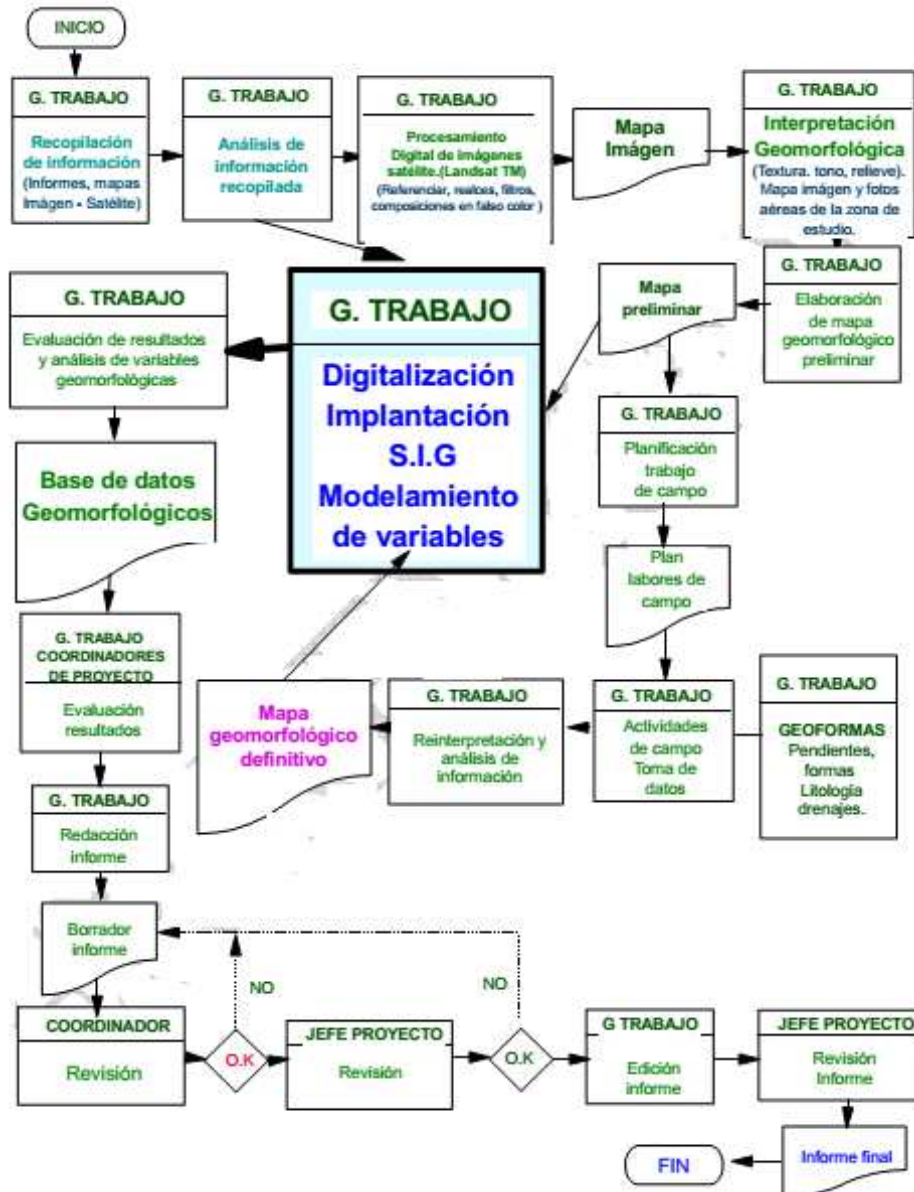 INICIO
G. TRABAJO
Recopilación
de información
(Informes, mapas
Imágen - Satélite)
G. TRABAJO
Análisis de
información
recopilada
G. TRABAJO
Procesamiento
Digital de imágenes
satélite.(Landsat TM)
(Referenciar, realces, filtros,
composiciones en falso color )
Mapa
Imágen
G. TRABAJO
Interpretación
Geomorfológica
(Textura. tono, relieve).
Mapa imágen y fotos
aéreas de la zona de
estudio.
G. TRABAJO
Elaboración
de mapa
geomorfológico
preliminar
Mapa
preliminar
G. TRABAJO
Digitalización
Implantación
S.I.G
Modelamiento
de variables
G. TRABAJO
Evaluación de resultados
y análisis de variables
geomorfológicas
Base de datos
Geomorfológicos
G. TRABAJO
Planificación
trabajo
de campo
Plan
labores de
campo
G. TRABAJO
GEOFORMAS
Pendientes,
formas
Litología
drenajes.
G. TRABAJO
Actividades
de campo
Toma de
datos
G. TRABAJO
Reinterpretación y
análisis de
información
Mapa
geomorfológico
definitivo
G. TRABAJO
COORDINADORES
DE PROYECTO
Evaluación
resultados
G. TRABAJO
Redacción
informe
Borrador
informe
NO
NO
COORDINADOR
Revisión
O.K
JEFE PROYECTO
Revisión
O.K
G TRABAJO
Edición
informe
JEFE PROYECTO
Revisión
Informe
Informe final
FIN